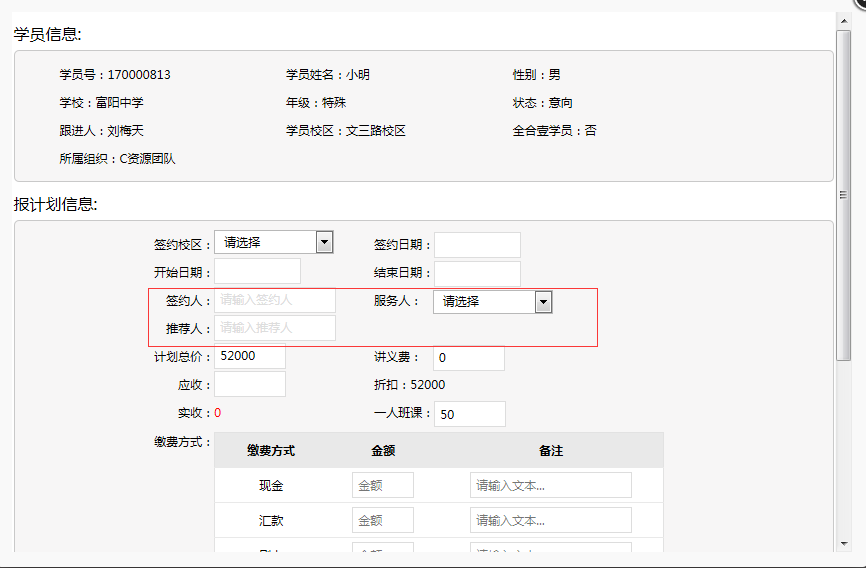 学员信息:
学员号：170000813 学员姓名：小明 性别：男
学校：富阳中学 年级：特殊 状态：意向
跟进人：刘梅天 学员校区：文三路校区 全合壹学员：否
所属组织：C资源团队
报计划信息:
签约校区： 请选择 签约日期：
开始日期： 结束日期：
签约人： 请输入签约人 服务人： 请选择
推荐人： 请输入推荐人
计划总价： 52000 讲义费： 0
应收： 折扣：52000
实收：0 一人班课： 50
缴费方式： 缴费方式 金额 备注
现金 金额 请输入文本...
汇款 金额 请输入文本...